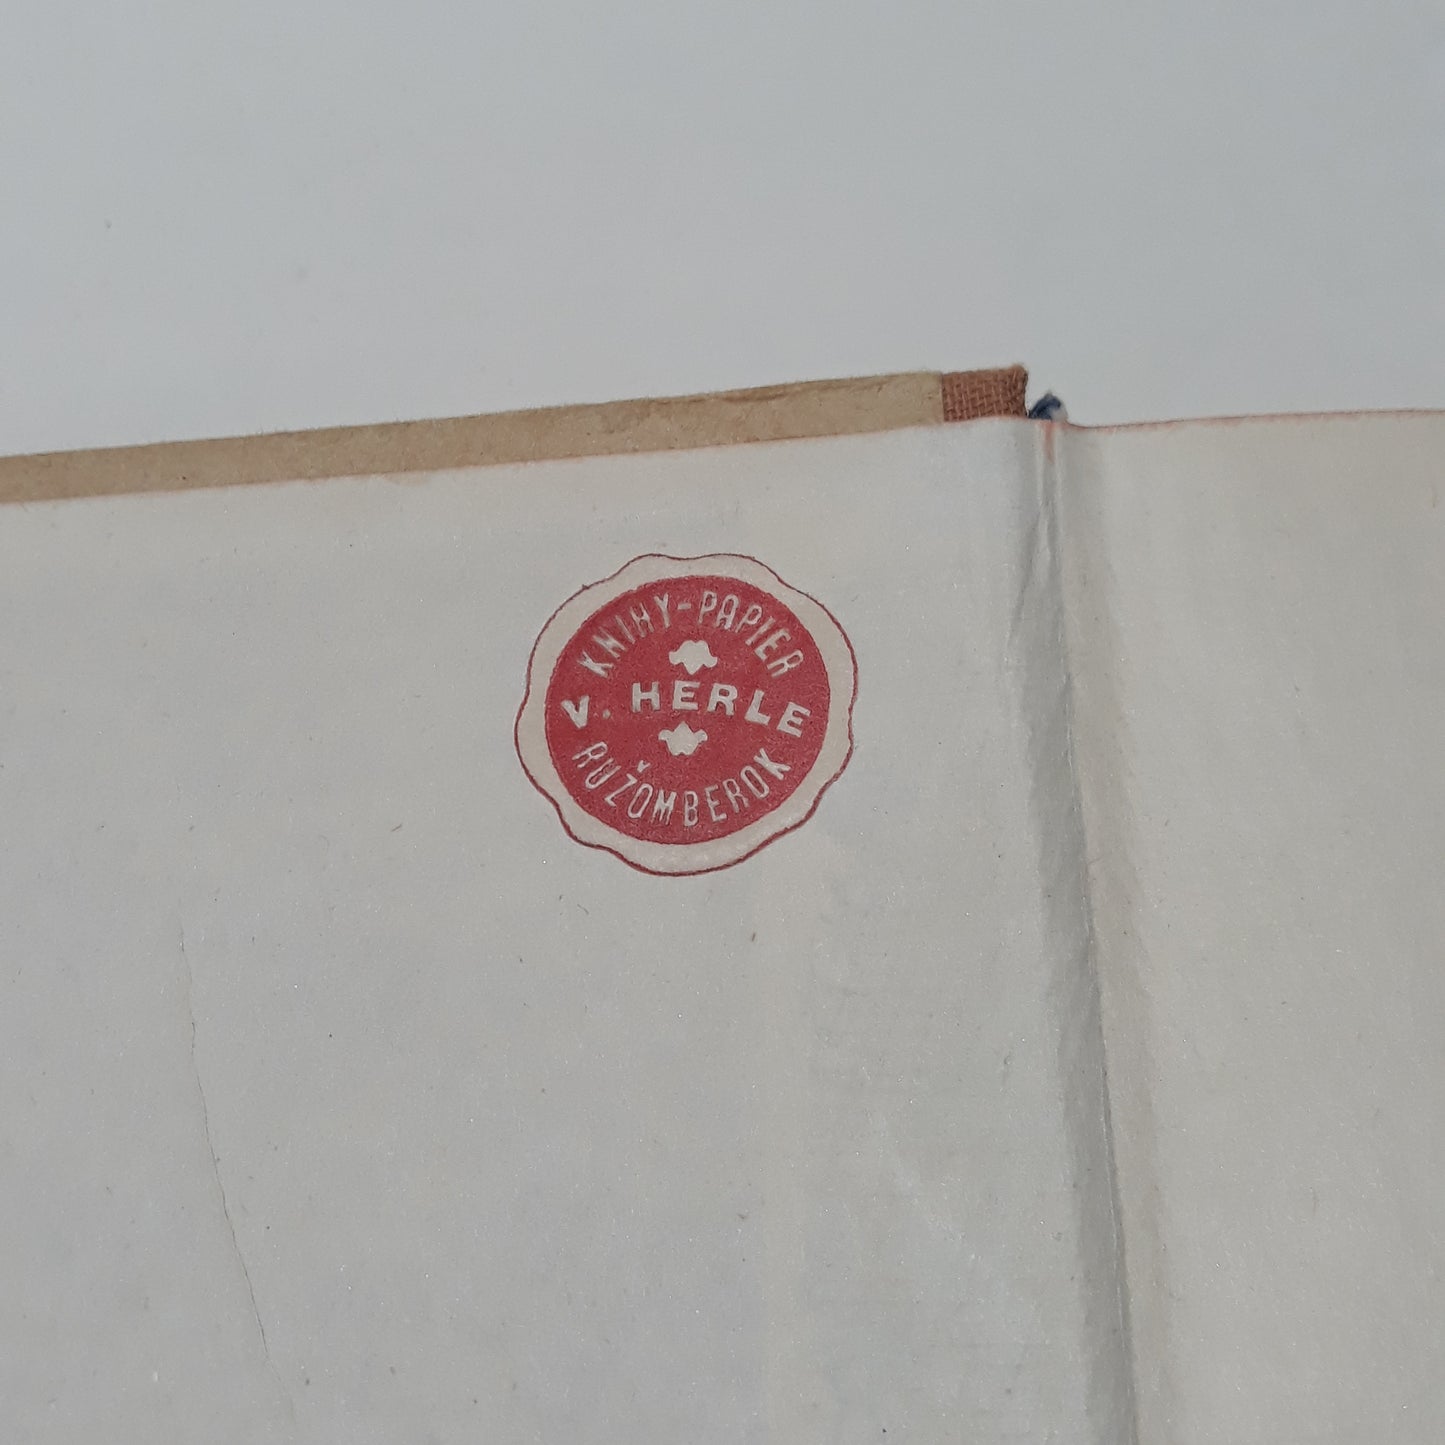 KNIHY-PAPIER
V. HERLE
RUŽOMBEROK